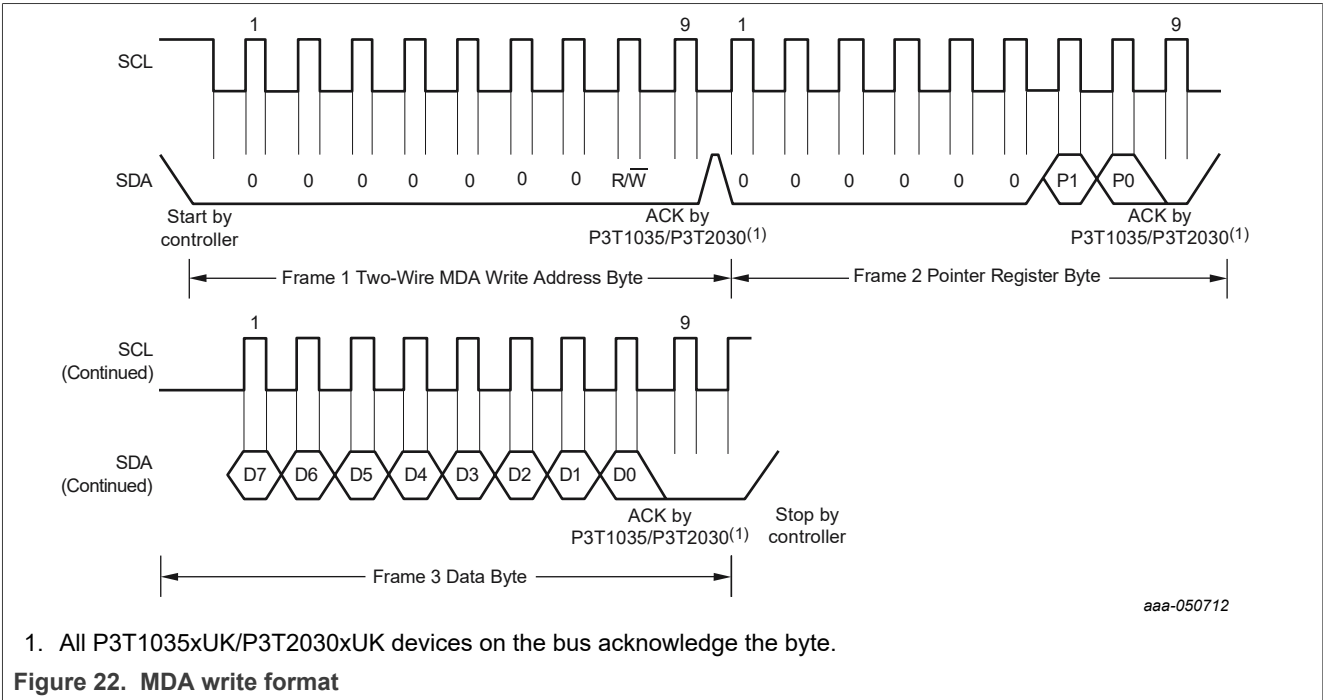 1 9 1 9
SCL
SDA 0 0 0 0 0 0 0 R/W̅ 0 0 0 0 0 0 P1 P0
Start by
controller
ACK by
P3T1035/P3T2030(1)
ACK by
P3T1035/P3T2030(1)
Frame 1 Two-Wire MDA Write Address Byte
Frame 2 Pointer Register Byte
1 9
SCL
(Continued)
SDA
(Continued)
D7 D6 D5 D4 D3 D2 D1 D0
ACK by
P3T1035/P3T2030(1)
Stop by
controller
Frame 3 Data Byte
aaa-050712
1. All P3T1035xUK/P3T2030xUK devices on the bus acknowledge the byte.
Figure 22. MDA write format